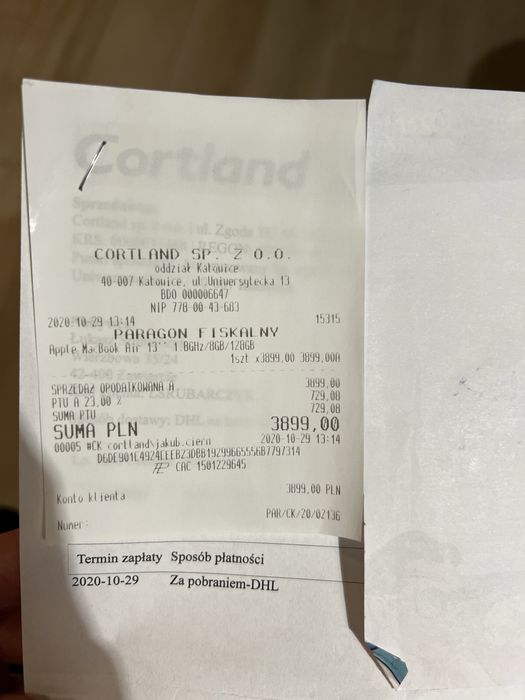 Cortland
CORTLAND SP. Z O.O.
oddział Katowice
40-007 Katowice, ul.Uniwersytecka 13
BDO 000006647
NIP 778-00-43-683
2020-10-29 13:14 15315
PARAGON FISKALNY
Apple MacBook Air 13'' 1.8GHz/8GB/128GB
1szt x3899,00 3899,00A
SPRZEDAŻ OPODATKOWANA A 3899,00
PTU A 23,00 % 729,08
SUMA PTU 729,08
SUMA PLN 3899,00
00005 #CK cortland\jakub.ciern 2020-10-29 13:14
D6DE901E4924EEEB23DBB19299665556B7797314
CAC 1501229645
Konto klienta 3899,00 PLN
Numer: PAR/CK/20/02136
Termin zapłaty Sposób płatności
2020-10-29 Za pobraniem-DHL